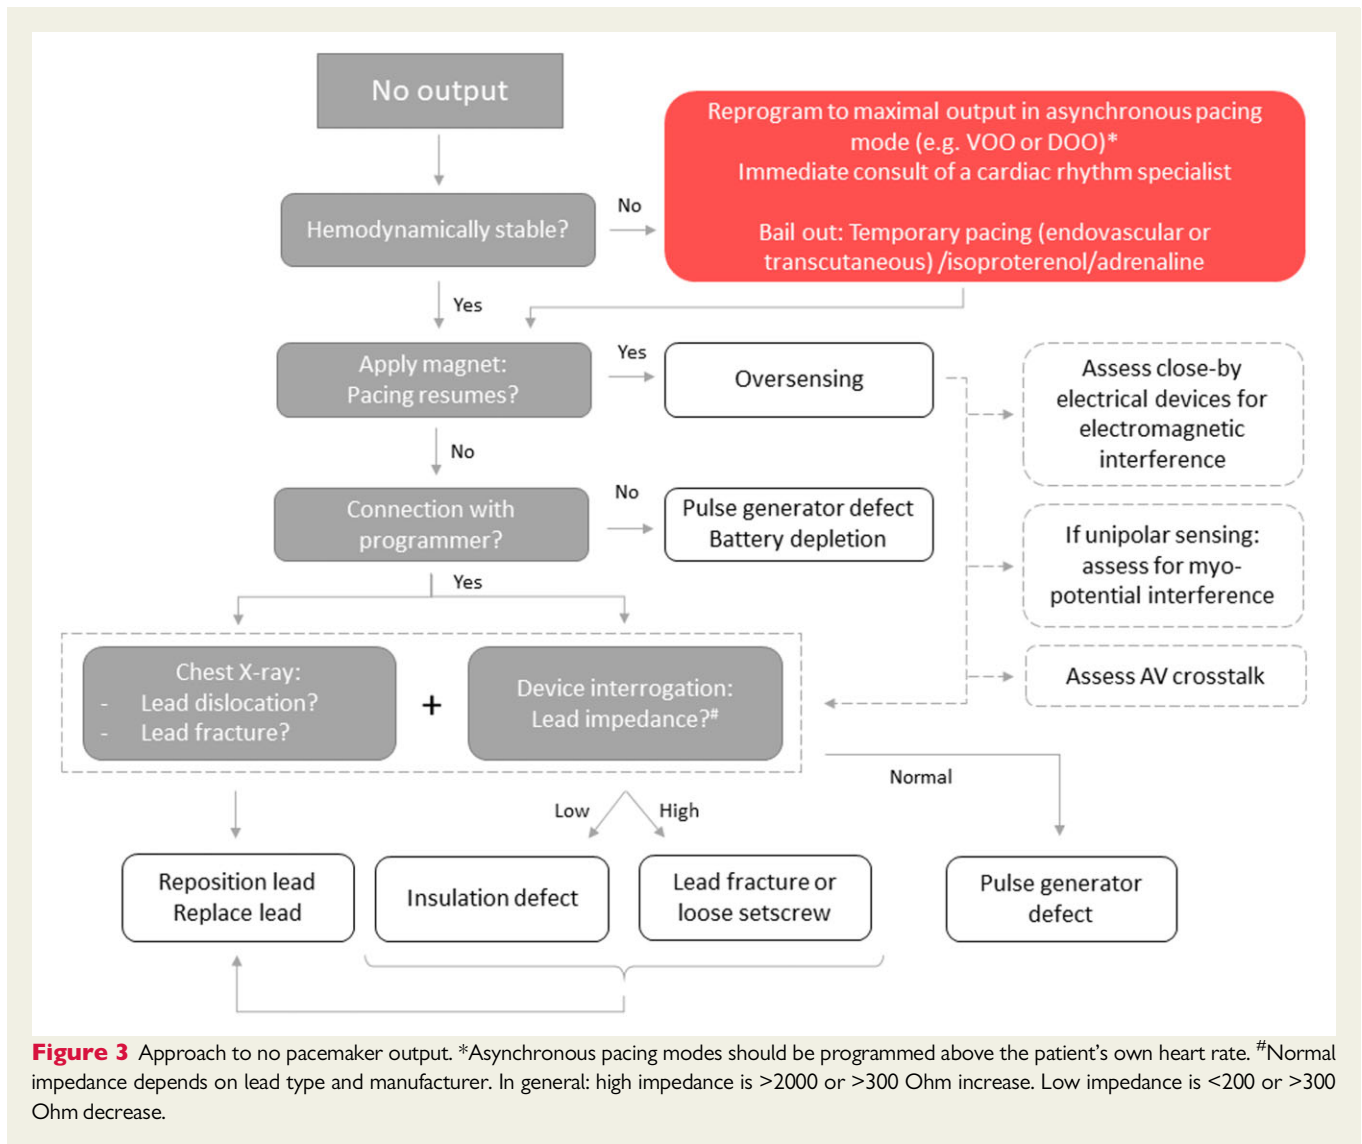 No output
Reprogram to maximal output in asynchronous pacing
mode (e.g. VOO or DOO)*
Immediate consult of a cardiac rhythm specialist
Bail out: Temporary pacing (endovascular or
transcutaneous) /isoproterenol/adrenaline
Hemodynamically stable?
No
Yes
Apply magnet:
Pacing resumes?
Yes
Oversensing
Assess close-by
electrical devices for
electromagnetic
interference
No
Connection with
programmer?
No
Pulse generator defect
Battery depletion
If unipolar sensing:
assess for myo-
potential interference
Yes
Assess AV crosstalk
Chest X-ray:
- Lead dislocation?
- Lead fracture?
+
Device interrogation:
Lead impedance?#
Normal
Low
High
Reposition lead
Replace lead
Insulation defect
Lead fracture or
loose setscrew
Pulse generator
defect
Figure 3 Approach to no pacemaker output. *Asynchronous pacing modes should be programmed above the patient's own heart rate. #Normal
impedance depends on lead type and manufacturer. In general: high impedance is >2000 or >300 Ohm increase. Low impedance is <200 or >300
Ohm decrease.